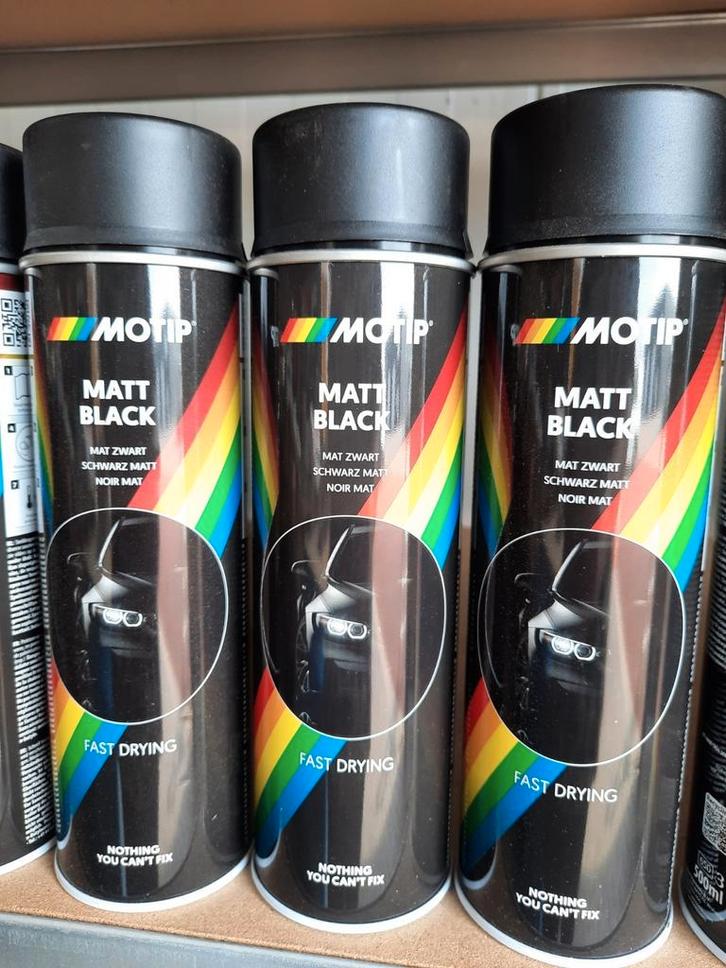 MOTIP®
MATT
BLACK
MAT ZWART
SCHWARZ MATT
NOIR MAT
FAST DRYING
NOTHING
YOU CAN'T FIX
MOTIP®
MATT
BLACK
MAT ZWART
SCHWARZ MATT
NOIR MAT
FAST DRYING
NOTHING
YOU CAN'T FIX
MOTIP®
MATT
BLACK
MAT ZWART
SCHWARZ MATT
NOIR MAT
FAST DRYING
NOTHING
YOU CAN'T FIX
500ml